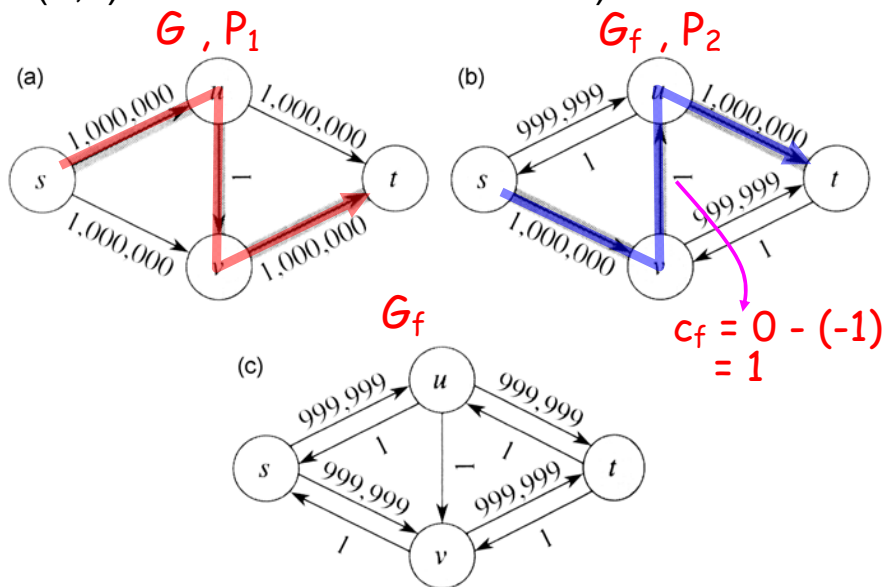 G , P1
Gf , P2
(a)
u
1,000,000
1,000,000
s
1
t
1,000,000
v
1,000,000
(b)
u
999,999
1,000,000
1
s
1
t
999,999
1,000,000
1
v
cf = 0 - (-1)
= 1
Gf
(c)
u
999,999
999,999
1
1
s
1
t
999,999
999,999
1
1
v